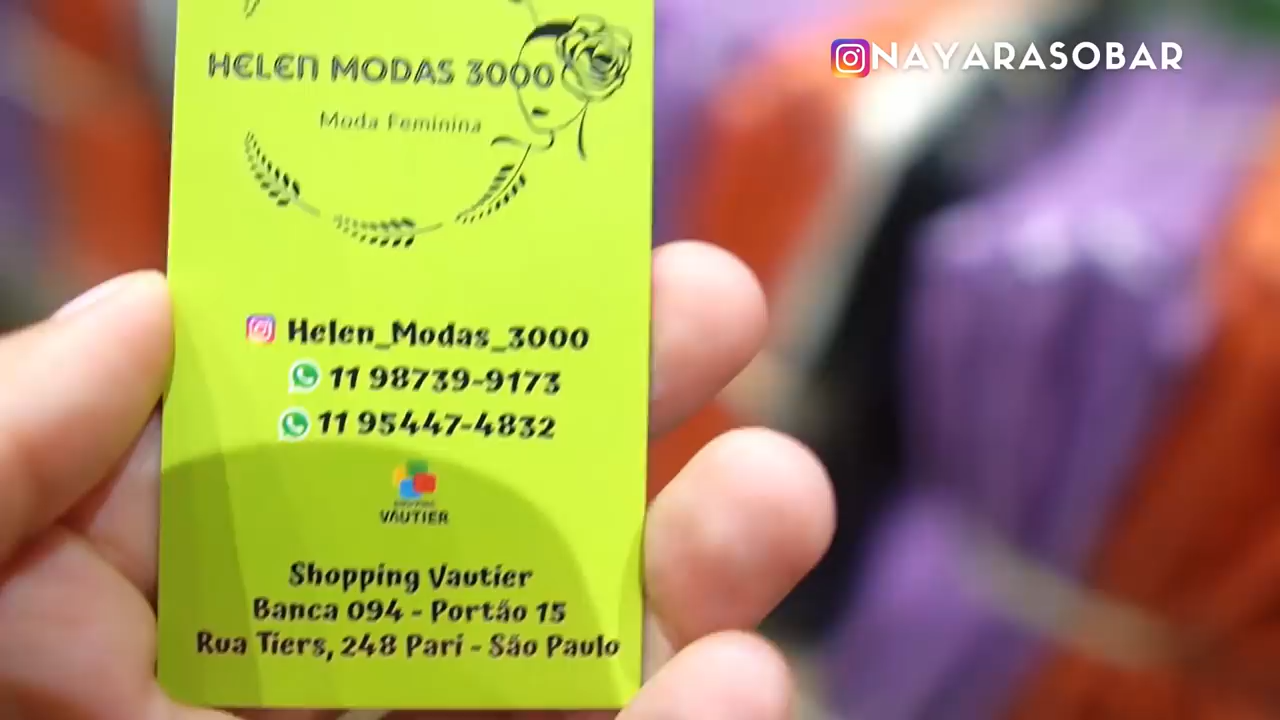 NAYARASOBAR
HELEN MODAS 3000
Moda Feminina
Helen_Modas_3000
11 98739-9173
11 95447-4832
VAUTIER
Shopping Vautier
Banca 094 - Portão 15
Rua Tiers, 248 Pari - São Paulo